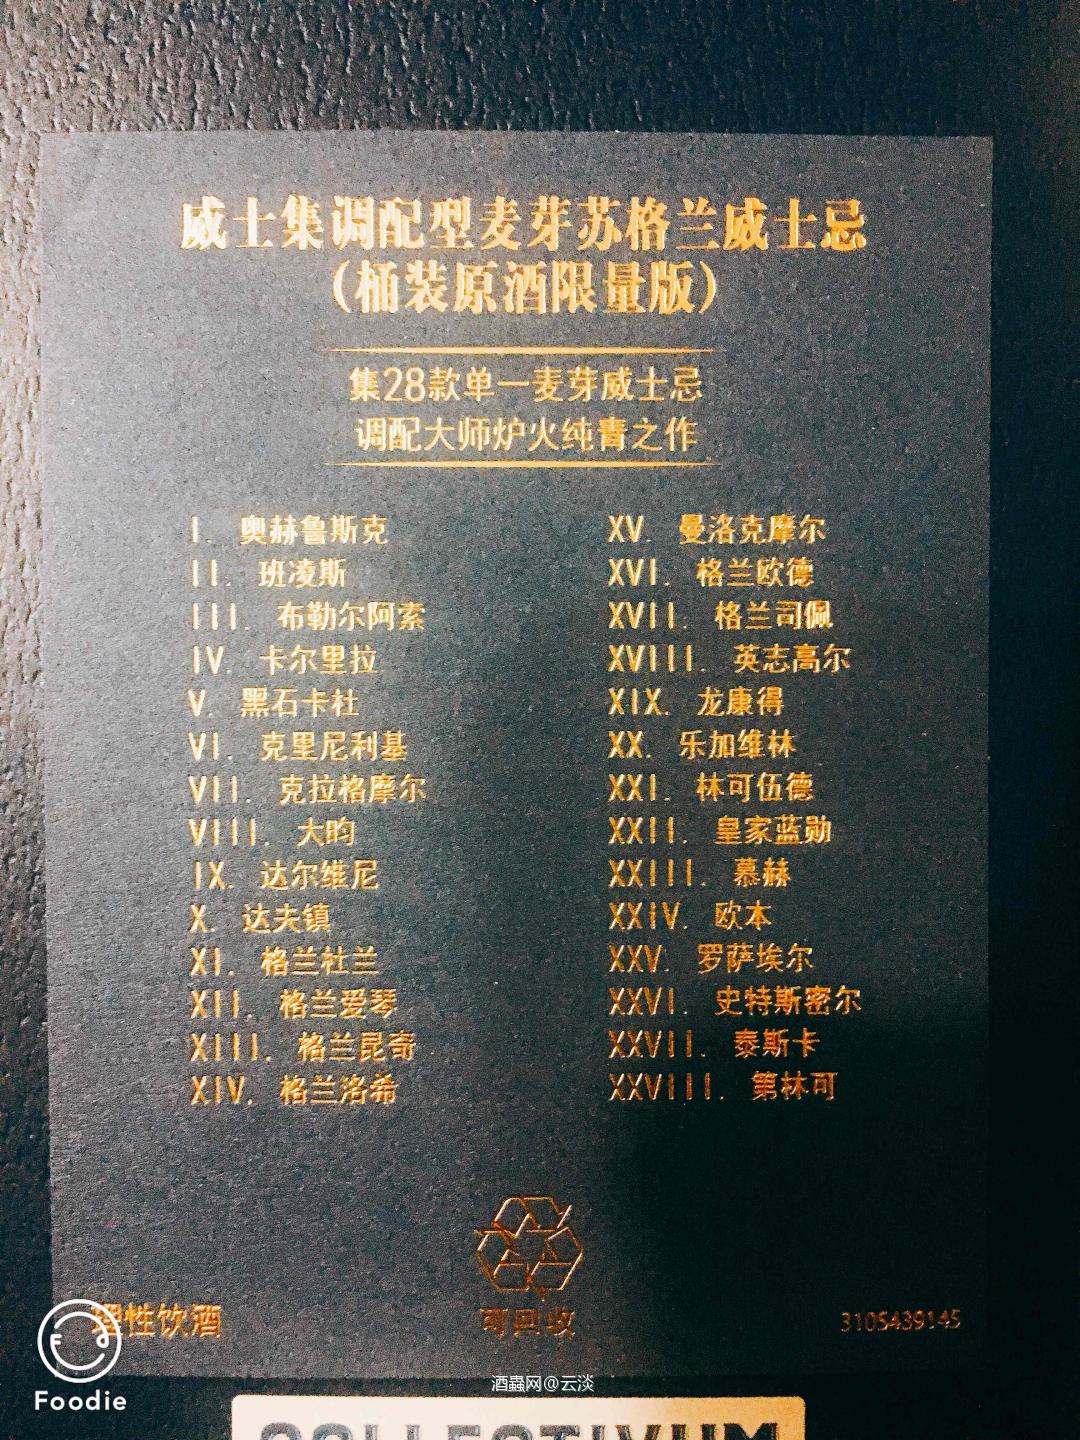 威士集调配型麦芽苏格兰威士忌
(桶装原酒限量版)
集28款单一麦芽威士忌
调配大师炉火纯青之作
I. 奥赫鲁斯克
II. 班凌斯
III. 布勒尔阿索
IV. 卡尔里拉
V. 黑石卡杜
VI. 克里尼利基
VII. 克拉格摩尔
VIII. 大昀
IX. 达尔维尼
X. 达夫镇
XI. 格兰杜兰
XII. 格兰爱琴
XIII. 格兰昆奇
XIV. 格兰洛希
XV. 曼洛克摩尔
XVI. 格兰欧德
XVII. 格兰司佩
XVIII. 英志高尔
XIX. 龙康得
XX. 乐加维林
XXI. 林可伍德
XXII. 皇家蓝勋
XXIII. 慕赫
XXIV. 欧本
XXV. 罗萨埃尔
XXVI. 史特斯密尔
XXVII. 泰斯卡
XXVIII. 第林可
理性饮酒
可回收
3105439145
Foodie
酒蟲网@云淡
COLLECTIVUM